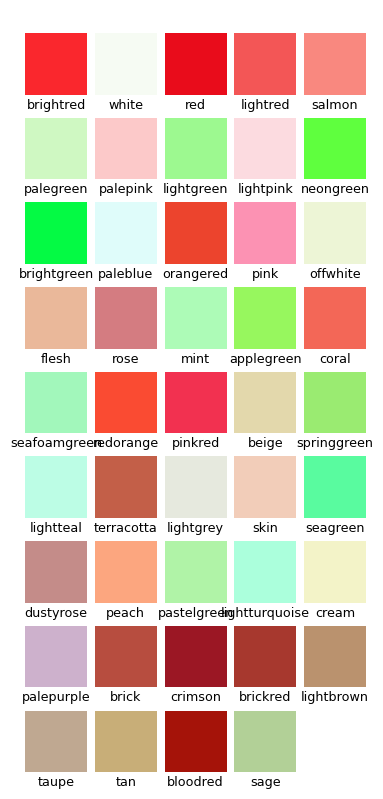 brightred white red lightred salmon
palegreen palepink lightgreen lightpink neongreen
brightgreen paleblue orangered pink offwhite
flesh rose mint applegreen coral
seafoamgreen redorange pinkred beige springgreen
lightteal terracotta lightgrey skin seagreen
dustyrose peach pastelgreen lightturquoise cream
palepurple brick crimson brickred lightbrown
taupe tan bloodred sage